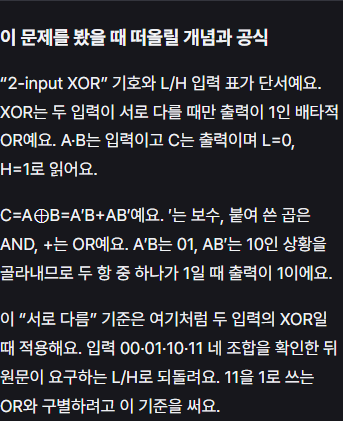 이 문제를 봤을 때 떠올릴 개념과 공식
“2-input XOR” 기호와 L/H 입력 표가 단서예요.
XOR는 두 입력이 서로 다를 때만 출력이 1인 배타적
OR예요. A·B는 입력이고 C는 출력이며 L=0,
H=1로 읽어요.
C=A⊕B=A′B+AB′예요. ′는 보수, 붙여 쓴 곱은
AND, +는 OR예요. A′B는 01, AB′는 10인 상황을
골라내므로 두 항 중 하나가 1일 때 출력이 1이에요.
이 “서로 다름” 기준은 여기처럼 두 입력의 XOR일
때 적용해요. 입력 00·01·10·11 네 조합을 확인한 뒤
원문이 요구하는 L/H로 되돌려요. 11을 1로 쓰는
OR와 구별하려고 이 기준을 써요.